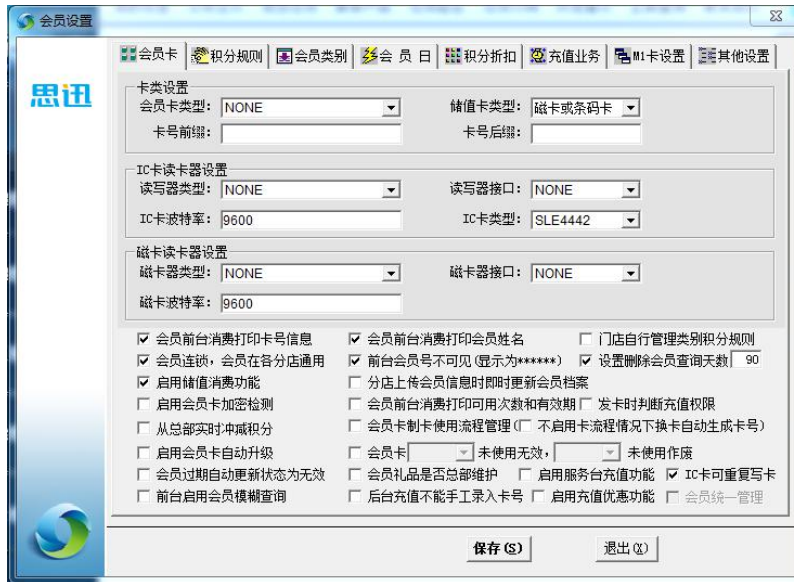 会员设置
会员卡 积分规则 会员类别 会 员 日 积分折扣 充值业务 M1卡设置 其他设置
思迅
卡类设置
会员卡类型: NONE 储值卡类型: 磁卡或条码卡
卡号前缀: 卡号后缀:
IC卡读卡器设置
读写器类型: NONE 读写器接口: NONE
IC卡波特率: 9600 IC卡类型: SLE4442
磁卡读卡器设置
磁卡器类型: NONE 磁卡器接口: NONE
磁卡波特率: 9600
会员前台消费打印卡号信息 会员前台消费打印会员姓名 门店自行管理类别积分规则
会员连锁，会员在各分店通用 前台会员号不可见(显示为******) 设置删除会员查询天数 90
启用储值消费功能 分店上传会员信息时即时更新会员档案
启用会员卡加密检测 会员前台消费打印可用次数和有效期 发卡时判断充值权限
从总部实时冲减积分 会员卡制卡使用流程管理( 不启用卡流程情况下换卡自动生成卡号)
启用会员卡自动升级 会员卡 未使用无效， 未使用作废
会员过期自动更新状态为无效 会员礼品是否总部维护 启用服务台充值功能 IC卡可重复写卡
前台启用会员模糊查询 后台充值不能手工录入卡号 启用充值优惠功能 会员统一管理
保存(S) 退出(X)